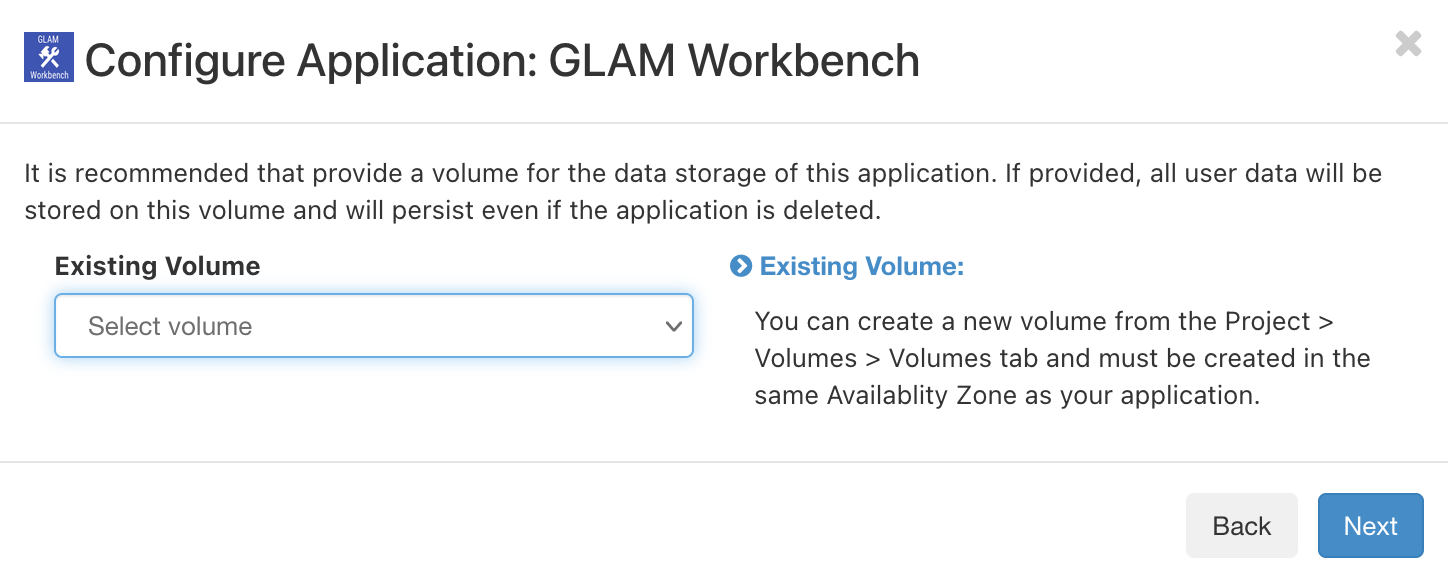 GLAM
Workbench
Configure Application: GLAM Workbench
It is recommended that provide a volume for the data storage of this application. If provided, all user data will be
stored on this volume and will persist even if the application is deleted.
Existing Volume
Select volume
Existing Volume:
You can create a new volume from the Project >
Volumes > Volumes tab and must be created in the
same Availablity Zone as your application.
Back
Next